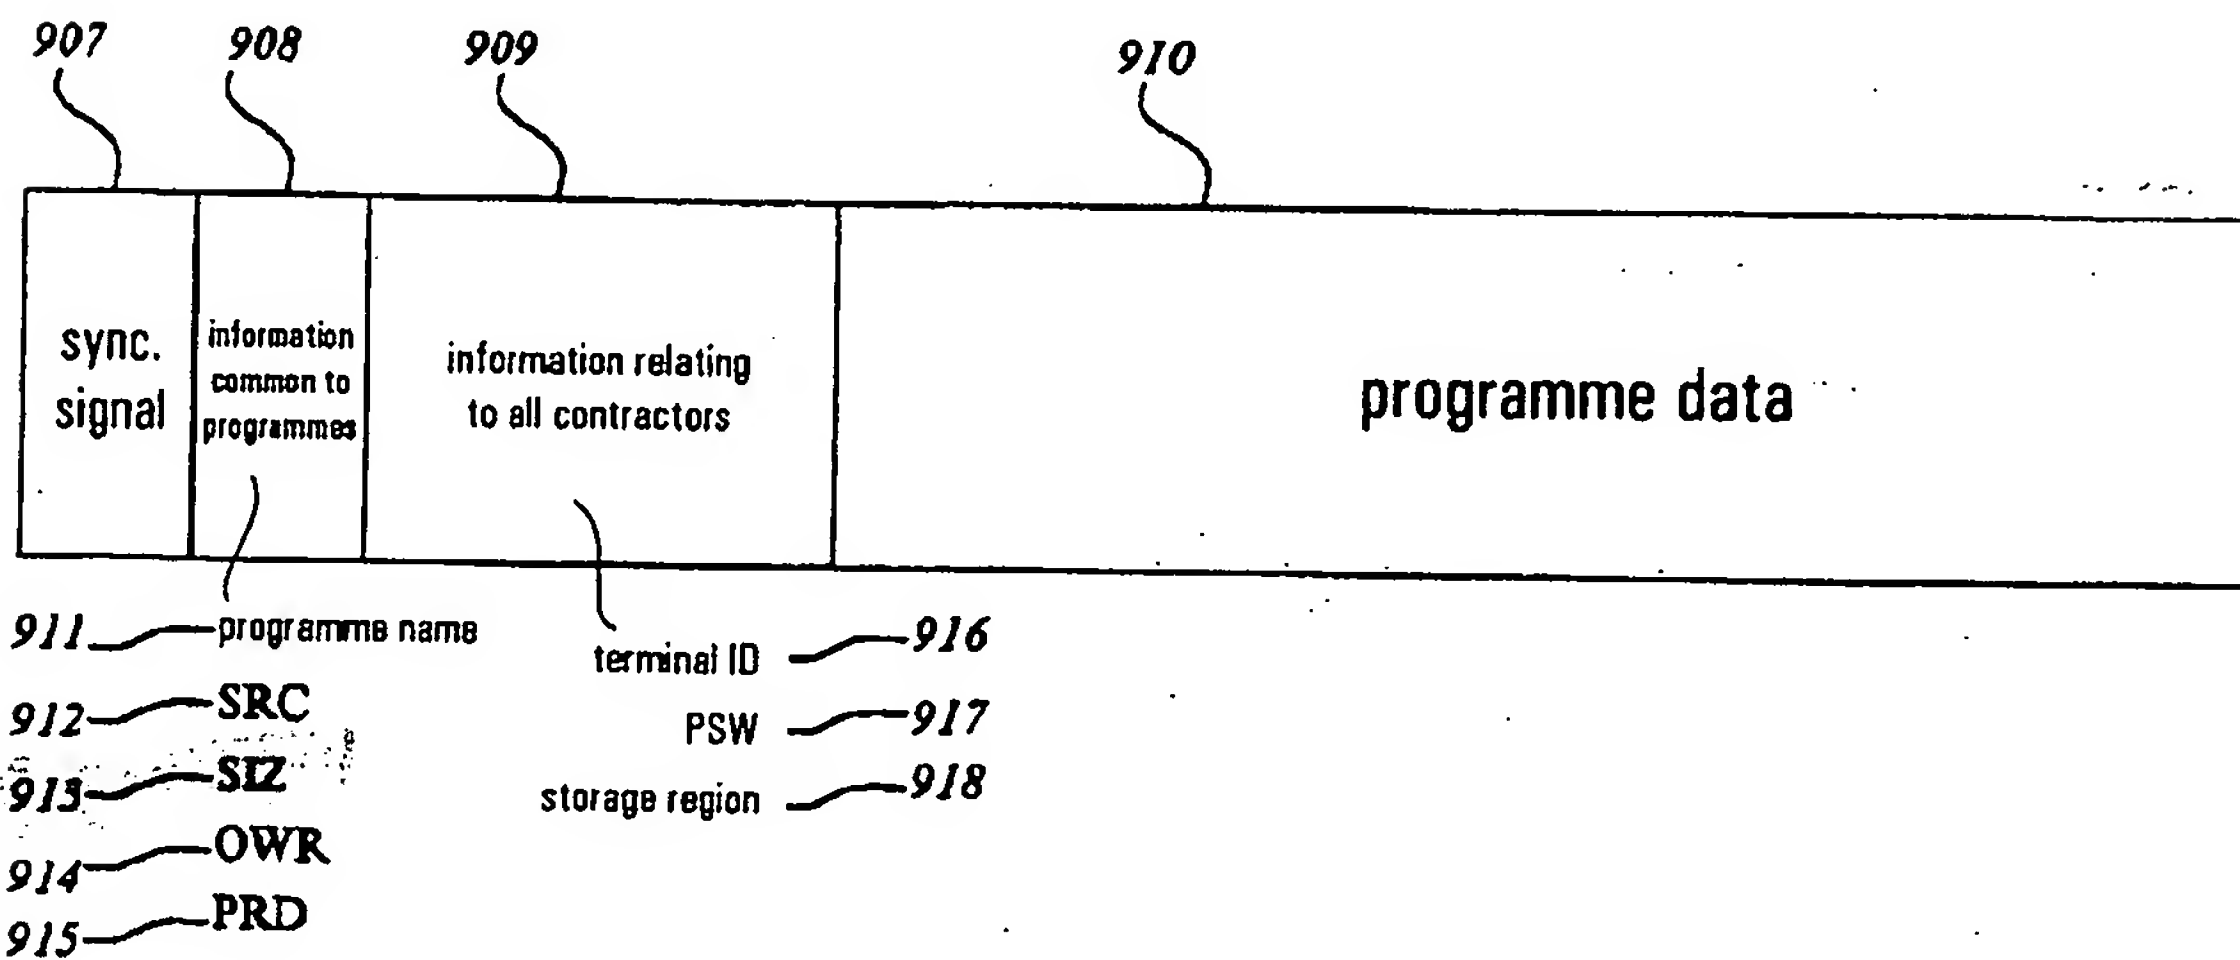 907 908 909 910
sync.
signal
information
common to
programmes
information relating
to all contractors
programme data
911 programme name
912 SRC
913 SIZ
914 OWR
915 PRD
terminal ID 916
PSW 917
storage region 918